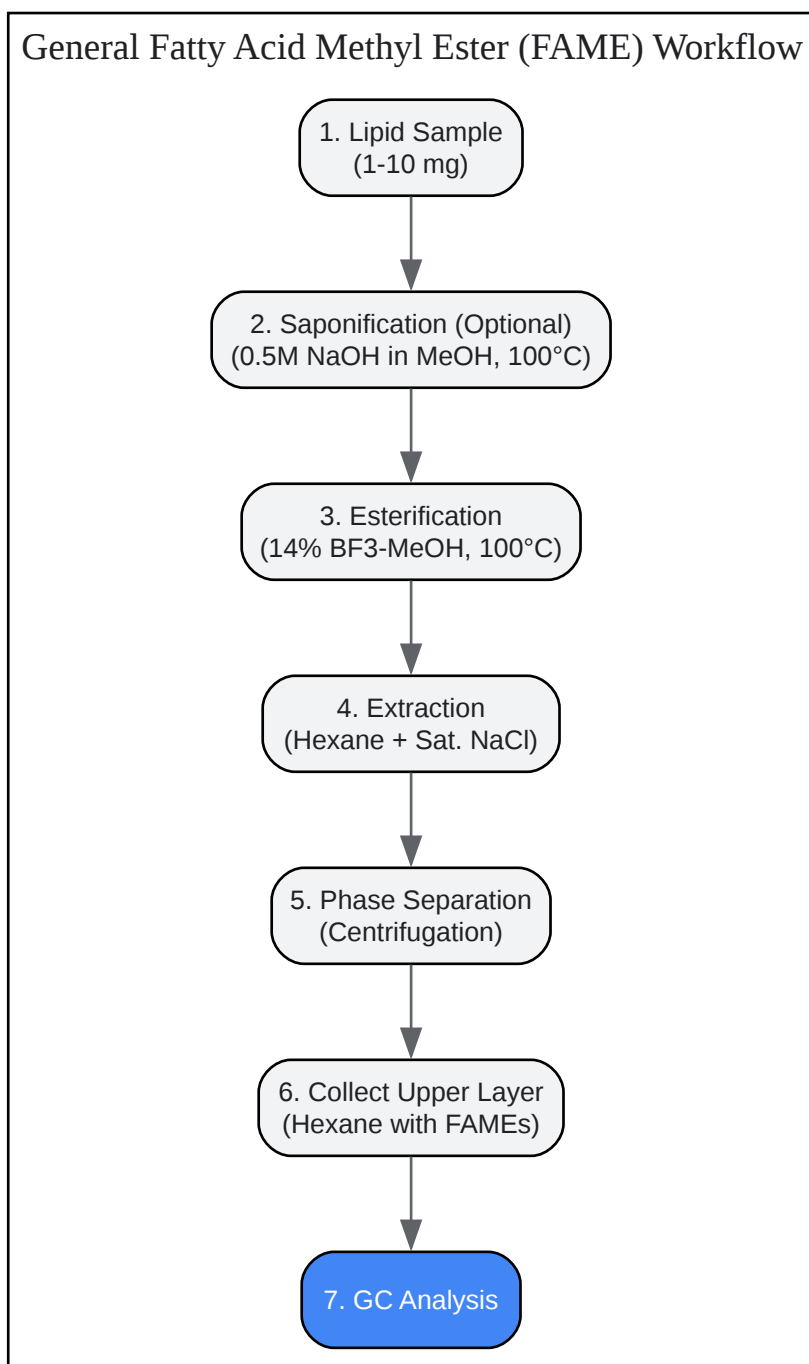 General Fatty Acid Methyl Ester (FAME) Workflow
1. Lipid Sample
(1-10 mg)
2. Saponification (Optional)
(0.5M NaOH in MeOH, 100°C)
3. Esterification
(14% BF3-MeOH, 100°C)
4. Extraction
(Hexane + Sat. NaCl)
5. Phase Separation
(Centrifugation)
6. Collect Upper Layer
(Hexane with FAMEs)
7. GC Analysis